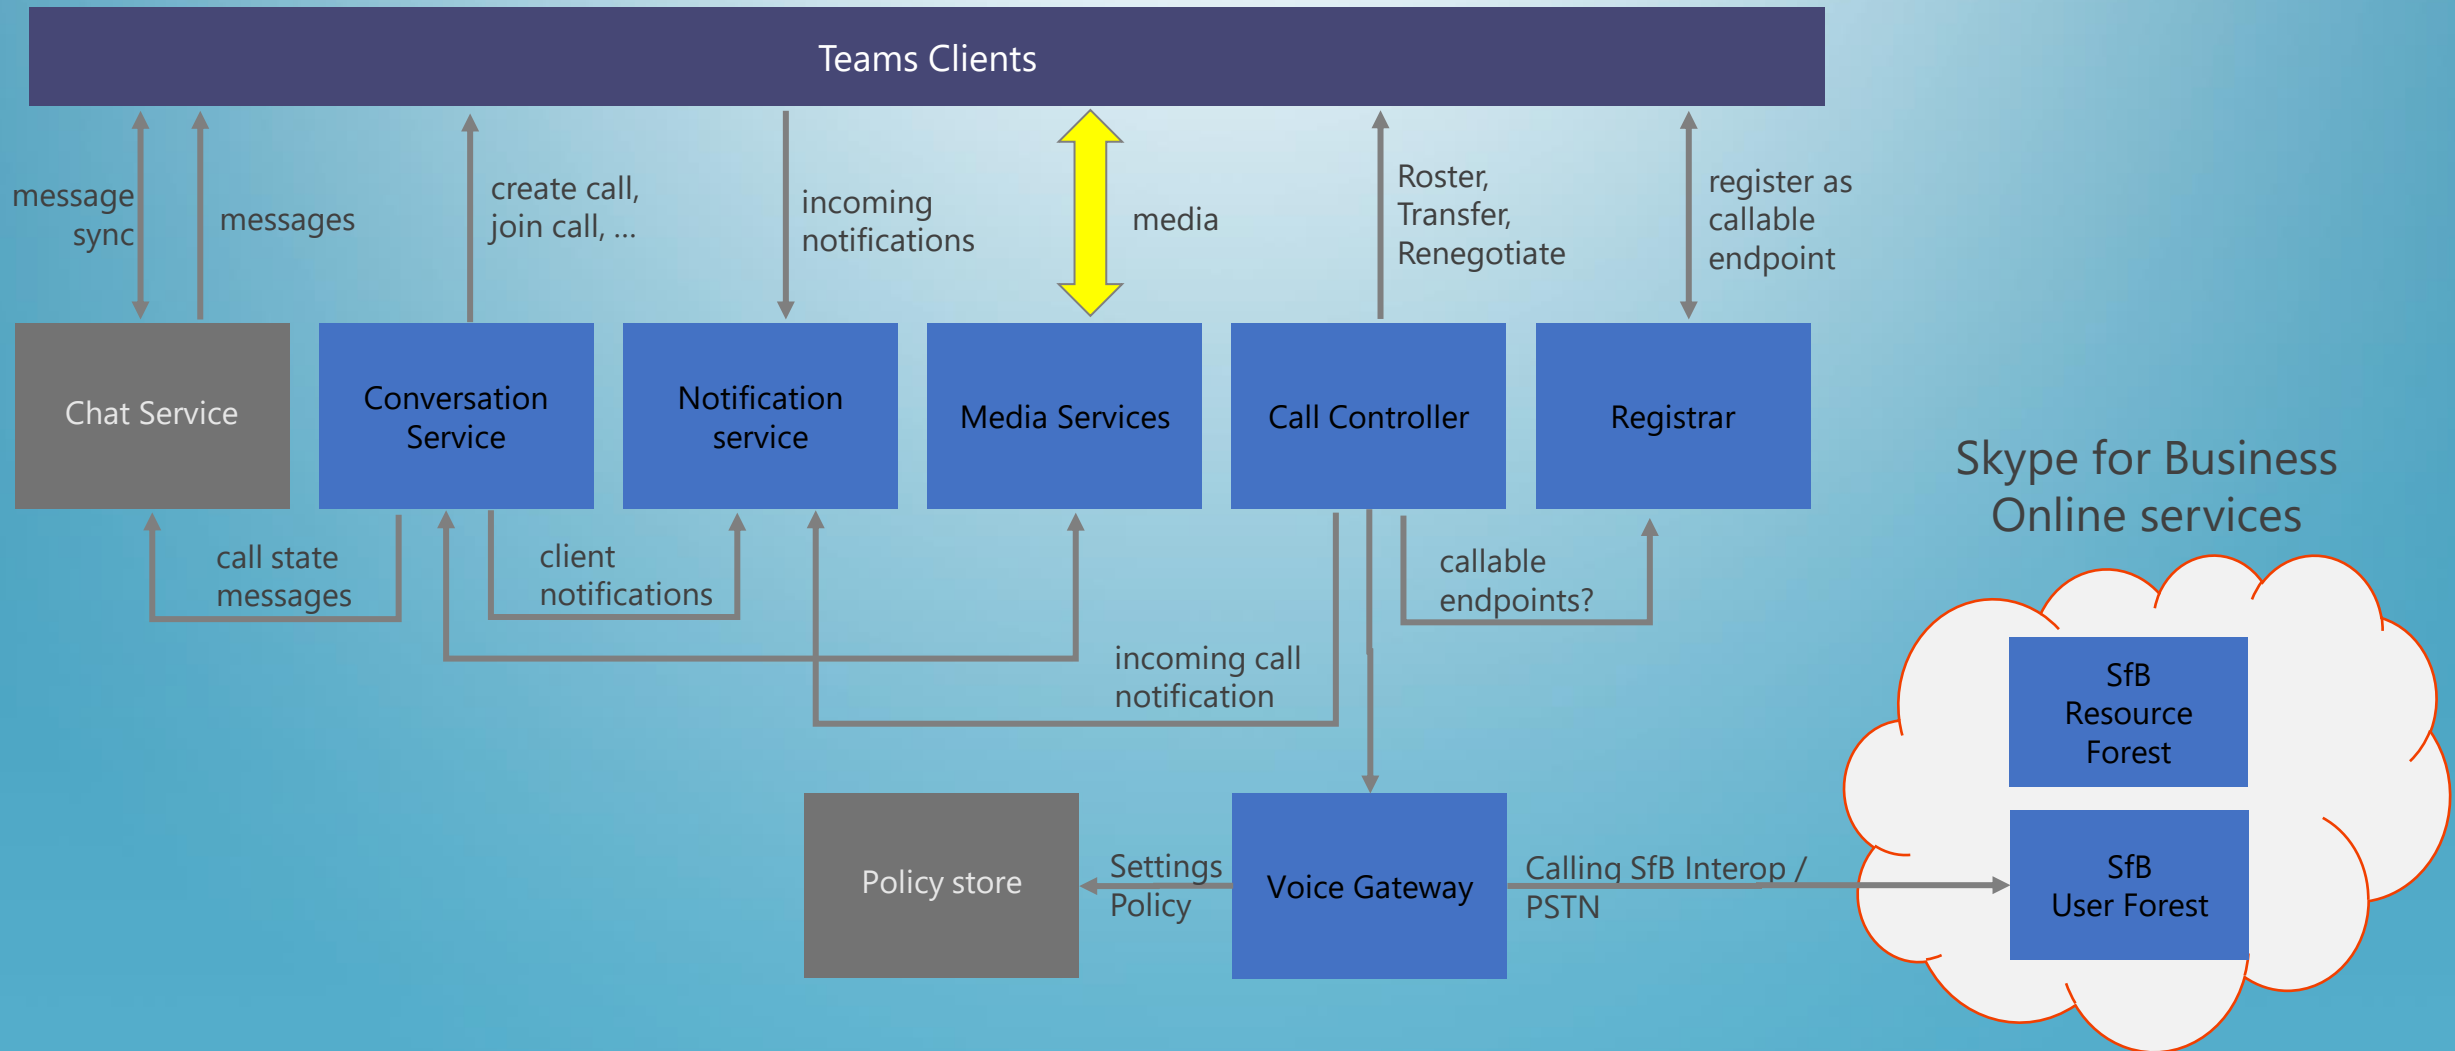 Teams Clients
message
sync
messages
create call,
join call, ...
incoming
notifications
media
Roster,
Transfer,
Renegotiate
register as
callable
endpoint
Chat Service
Conversation
Service
Notification
service
Media Services
Call Controller
Registrar
Skype for Business
Online services
call state
messages
client
notifications
callable
endpoints?
incoming call
notification
SfB
Resource
Forest
Policy store
Settings
Policy
Voice Gateway
Calling SfB Interop /
PSTN
SfB
User Forest